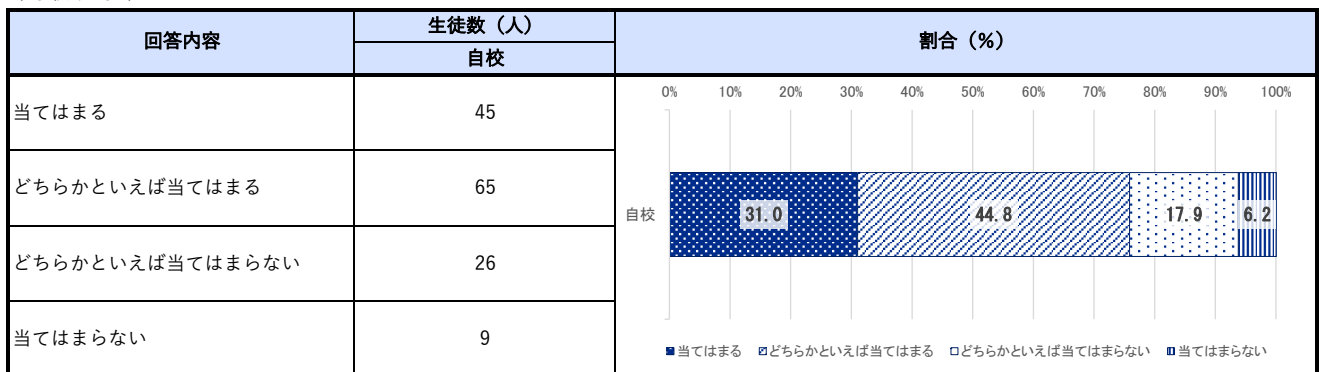 回答内容
生徒数（人）
自校
割合（%）
当てはまる
45
どちらかといえば当てはまる
65
どちらかといえば当てはまらない
26
当てはまらない
9
0% 10% 20% 30% 40% 50% 60% 70% 80% 90% 100%
自校
31.0 44.8 17.9 6.2
当てはまる どちらかといえば当てはまる どちらかといえば当てはまらない 当てはまらない